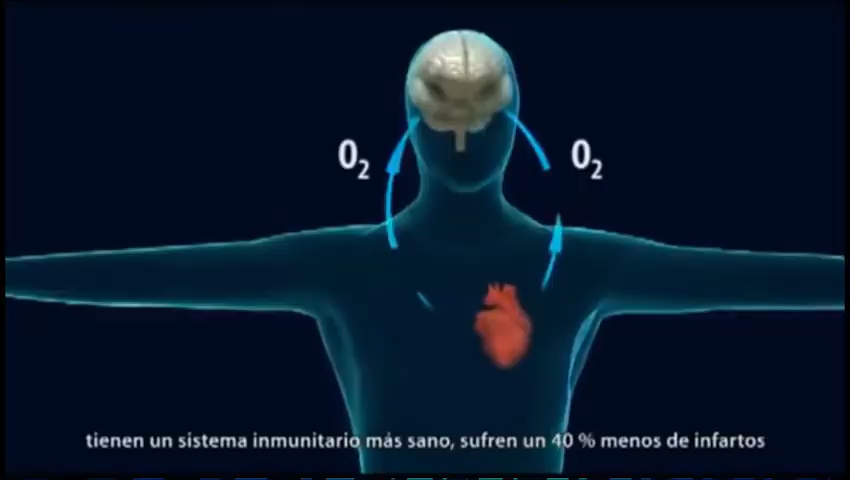 O₂ O₂
tienen un sistema inmunitario más sano, sufren un 40 % menos de infartos